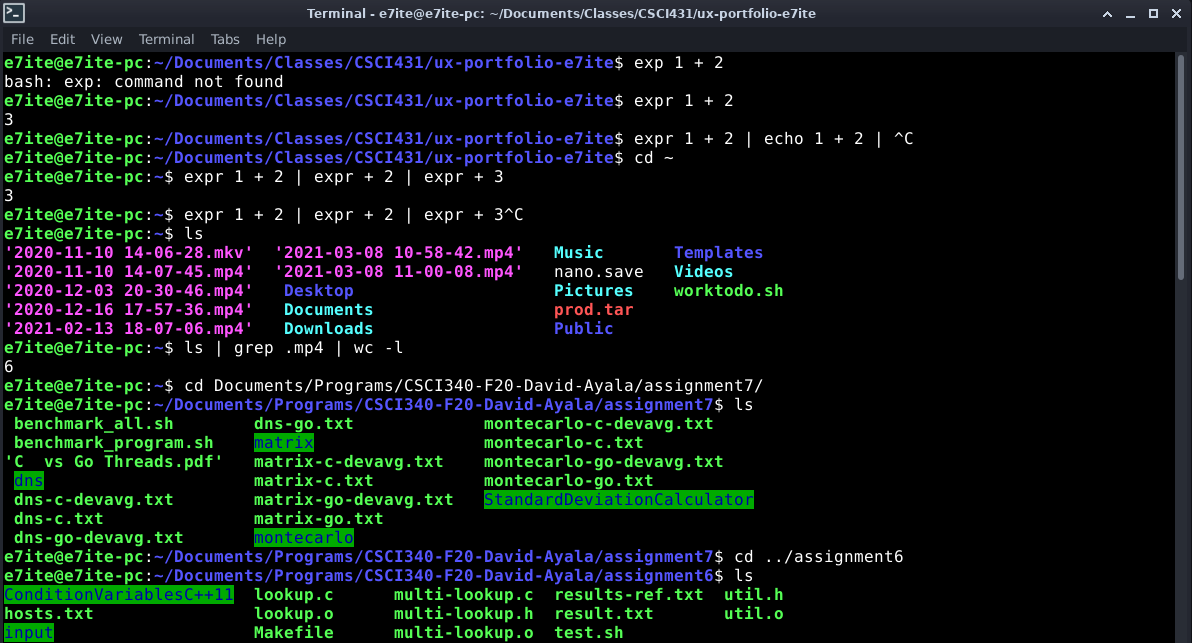 Terminal - e7ite@e7ite-pc: ~/Documents/Classes/CSCI431/ux-portfolio-e7ite
File Edit View Terminal Tabs Help
e7ite@e7ite-pc:~/Documents/Classes/CSCI431/ux-portfolio-e7ite$ exp 1 + 2
bash: exp: command not found
e7ite@e7ite-pc:~/Documents/Classes/CSCI431/ux-portfolio-e7ite$ expr 1 + 2
3
e7ite@e7ite-pc:~/Documents/Classes/CSCI431/ux-portfolio-e7ite$ expr 1 + 2 | echo 1 + 2 | ^C
e7ite@e7ite-pc:~/Documents/Classes/CSCI431/ux-portfolio-e7ite$ cd ~
e7ite@e7ite-pc:~$ expr 1 + 2 | expr + 2 | expr + 3
3
e7ite@e7ite-pc:~$ expr 1 + 2 | expr + 2 | expr + 3^C
e7ite@e7ite-pc:~$ ls
'2020-11-10 14-06-28.mkv'  '2021-03-08 10-58-42.mp4'   Music       Templates
'2020-11-10 14-07-45.mp4'  '2021-03-08 11-00-08.mp4'   nano.save   Videos
'2020-12-03 20-30-46.mp4'   Desktop                    Pictures    worktodo.sh
'2020-12-16 17-57-36.mp4'   Documents                  prod.tar
'2021-02-13 18-07-06.mp4'   Downloads                  Public
e7ite@e7ite-pc:~$ ls | grep .mp4 | wc -l
6
e7ite@e7ite-pc:~$ cd Documents/Programs/CSCI340-F20-David-Ayala/assignment7/
e7ite@e7ite-pc:~/Documents/Programs/CSCI340-F20-David-Ayala/assignment7$ ls
 benchmark_all.sh        dns-go.txt             montecarlo-c-devavg.txt
 benchmark_program.sh    matrix                 montecarlo-c.txt
'C  vs Go Threads.pdf'   matrix-c-devavg.txt    montecarlo-go-devavg.txt
 dns                     matrix-c.txt           montecarlo-go.txt
 dns-c-devavg.txt        matrix-go-devavg.txt   StandardDeviationCalculator
 dns-c.txt               matrix-go.txt
 dns-go-devavg.txt       montecarlo
e7ite@e7ite-pc:~/Documents/Programs/CSCI340-F20-David-Ayala/assignment7$ cd ../assignment6
e7ite@e7ite-pc:~/Documents/Programs/CSCI340-F20-David-Ayala/assignment6$ ls
ConditionVariablesC++11  lookup.c      multi-lookup.c  results-ref.txt  util.h
hosts.txt                lookup.o      multi-lookup.h  result.txt       util.o
input                    Makefile      multi-lookup.o  test.sh